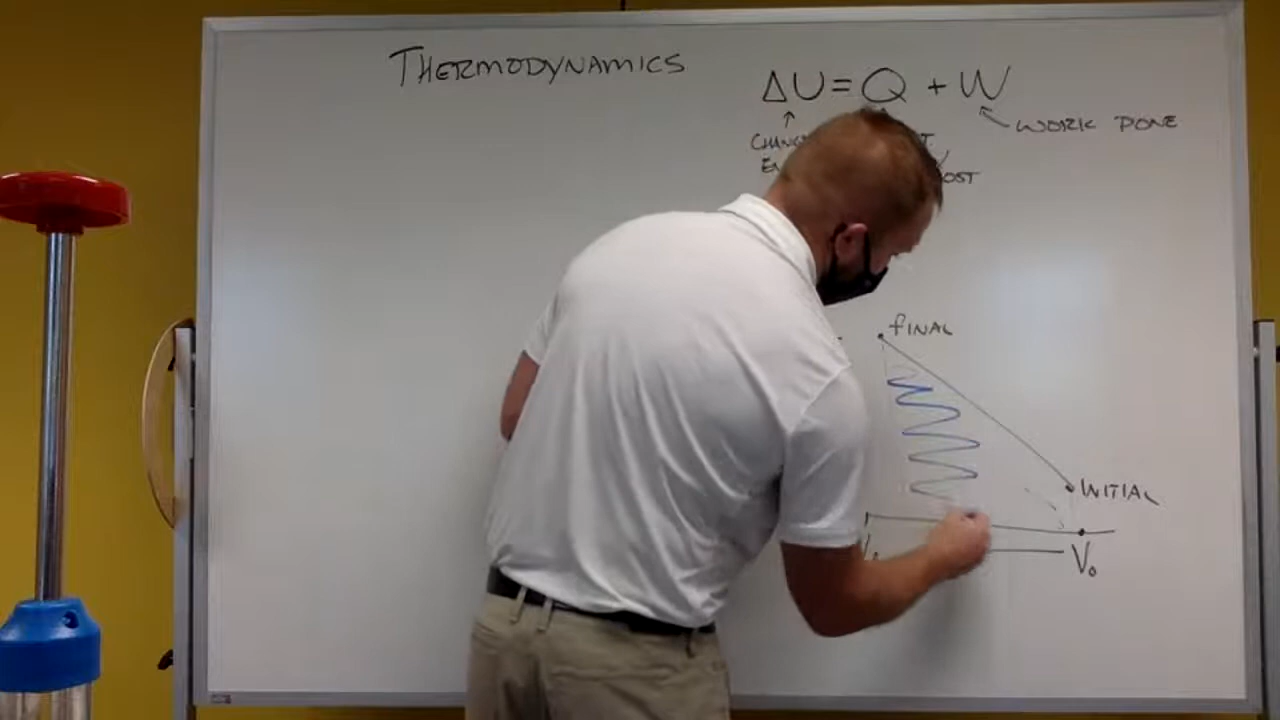 THERMODYNAMICS
ΔU = Q + W
WORK DONE
FINAL
INITIAL
V₀